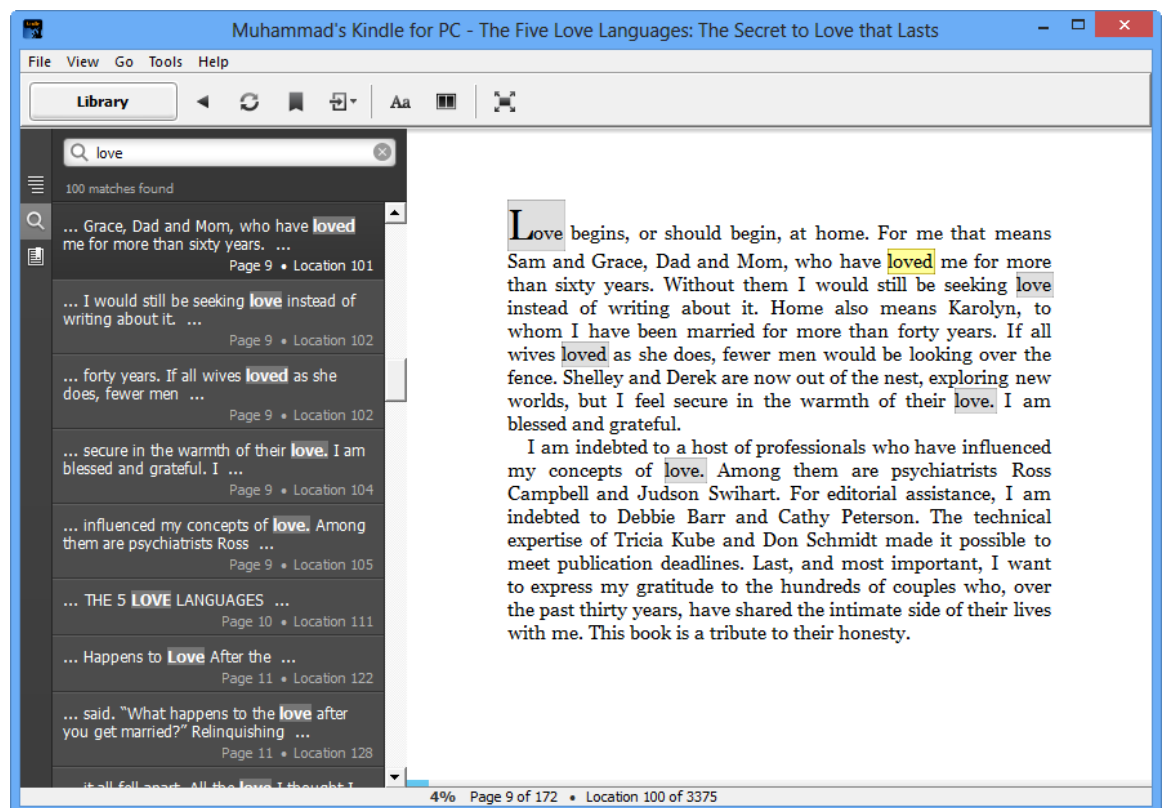 Muhammad's Kindle for PC - The Five Love Languages: The Secret to Love that Lasts
File View Go Tools Help
Library
Aa
love
100 matches found
... Grace, Dad and Mom, who have loved
me for more than sixty years. ...
Page 9 • Location 101
... I would still be seeking love instead of
writing about it. ...
Page 9 • Location 102
... forty years. If all wives loved as she
does, fewer men ...
Page 9 • Location 102
... secure in the warmth of their love. I am
blessed and grateful. I ...
Page 9 • Location 104
... influenced my concepts of love. Among
them are psychiatrists Ross ...
Page 9 • Location 105
... THE 5 LOVE LANGUAGES ...
Page 10 • Location 111
... Happens to Love After the ...
Page 11 • Location 122
... said. “What happens to the love after
you get married?” Relinquishing ...
Page 11 • Location 128
... it all fell apart. All the love I thought I
Love begins, or should begin, at home. For me that means
Sam and Grace, Dad and Mom, who have loved me for more
than sixty years. Without them I would still be seeking love
instead of writing about it. Home also means Karolyn, to
whom I have been married for more than forty years. If all
wives loved as she does, fewer men would be looking over the
fence. Shelley and Derek are now out of the nest, exploring new
worlds, but I feel secure in the warmth of their love. I am
blessed and grateful.
I am indebted to a host of professionals who have influenced
my concepts of love. Among them are psychiatrists Ross
Campbell and Judson Swihart. For editorial assistance, I am
indebted to Debbie Barr and Cathy Peterson. The technical
expertise of Tricia Kube and Don Schmidt made it possible to
meet publication deadlines. Last, and most important, I want
to express my gratitude to the hundreds of couples who, over
the past thirty years, have shared the intimate side of their lives
with me. This book is a tribute to their honesty.
4% Page 9 of 172 • Location 100 of 3375